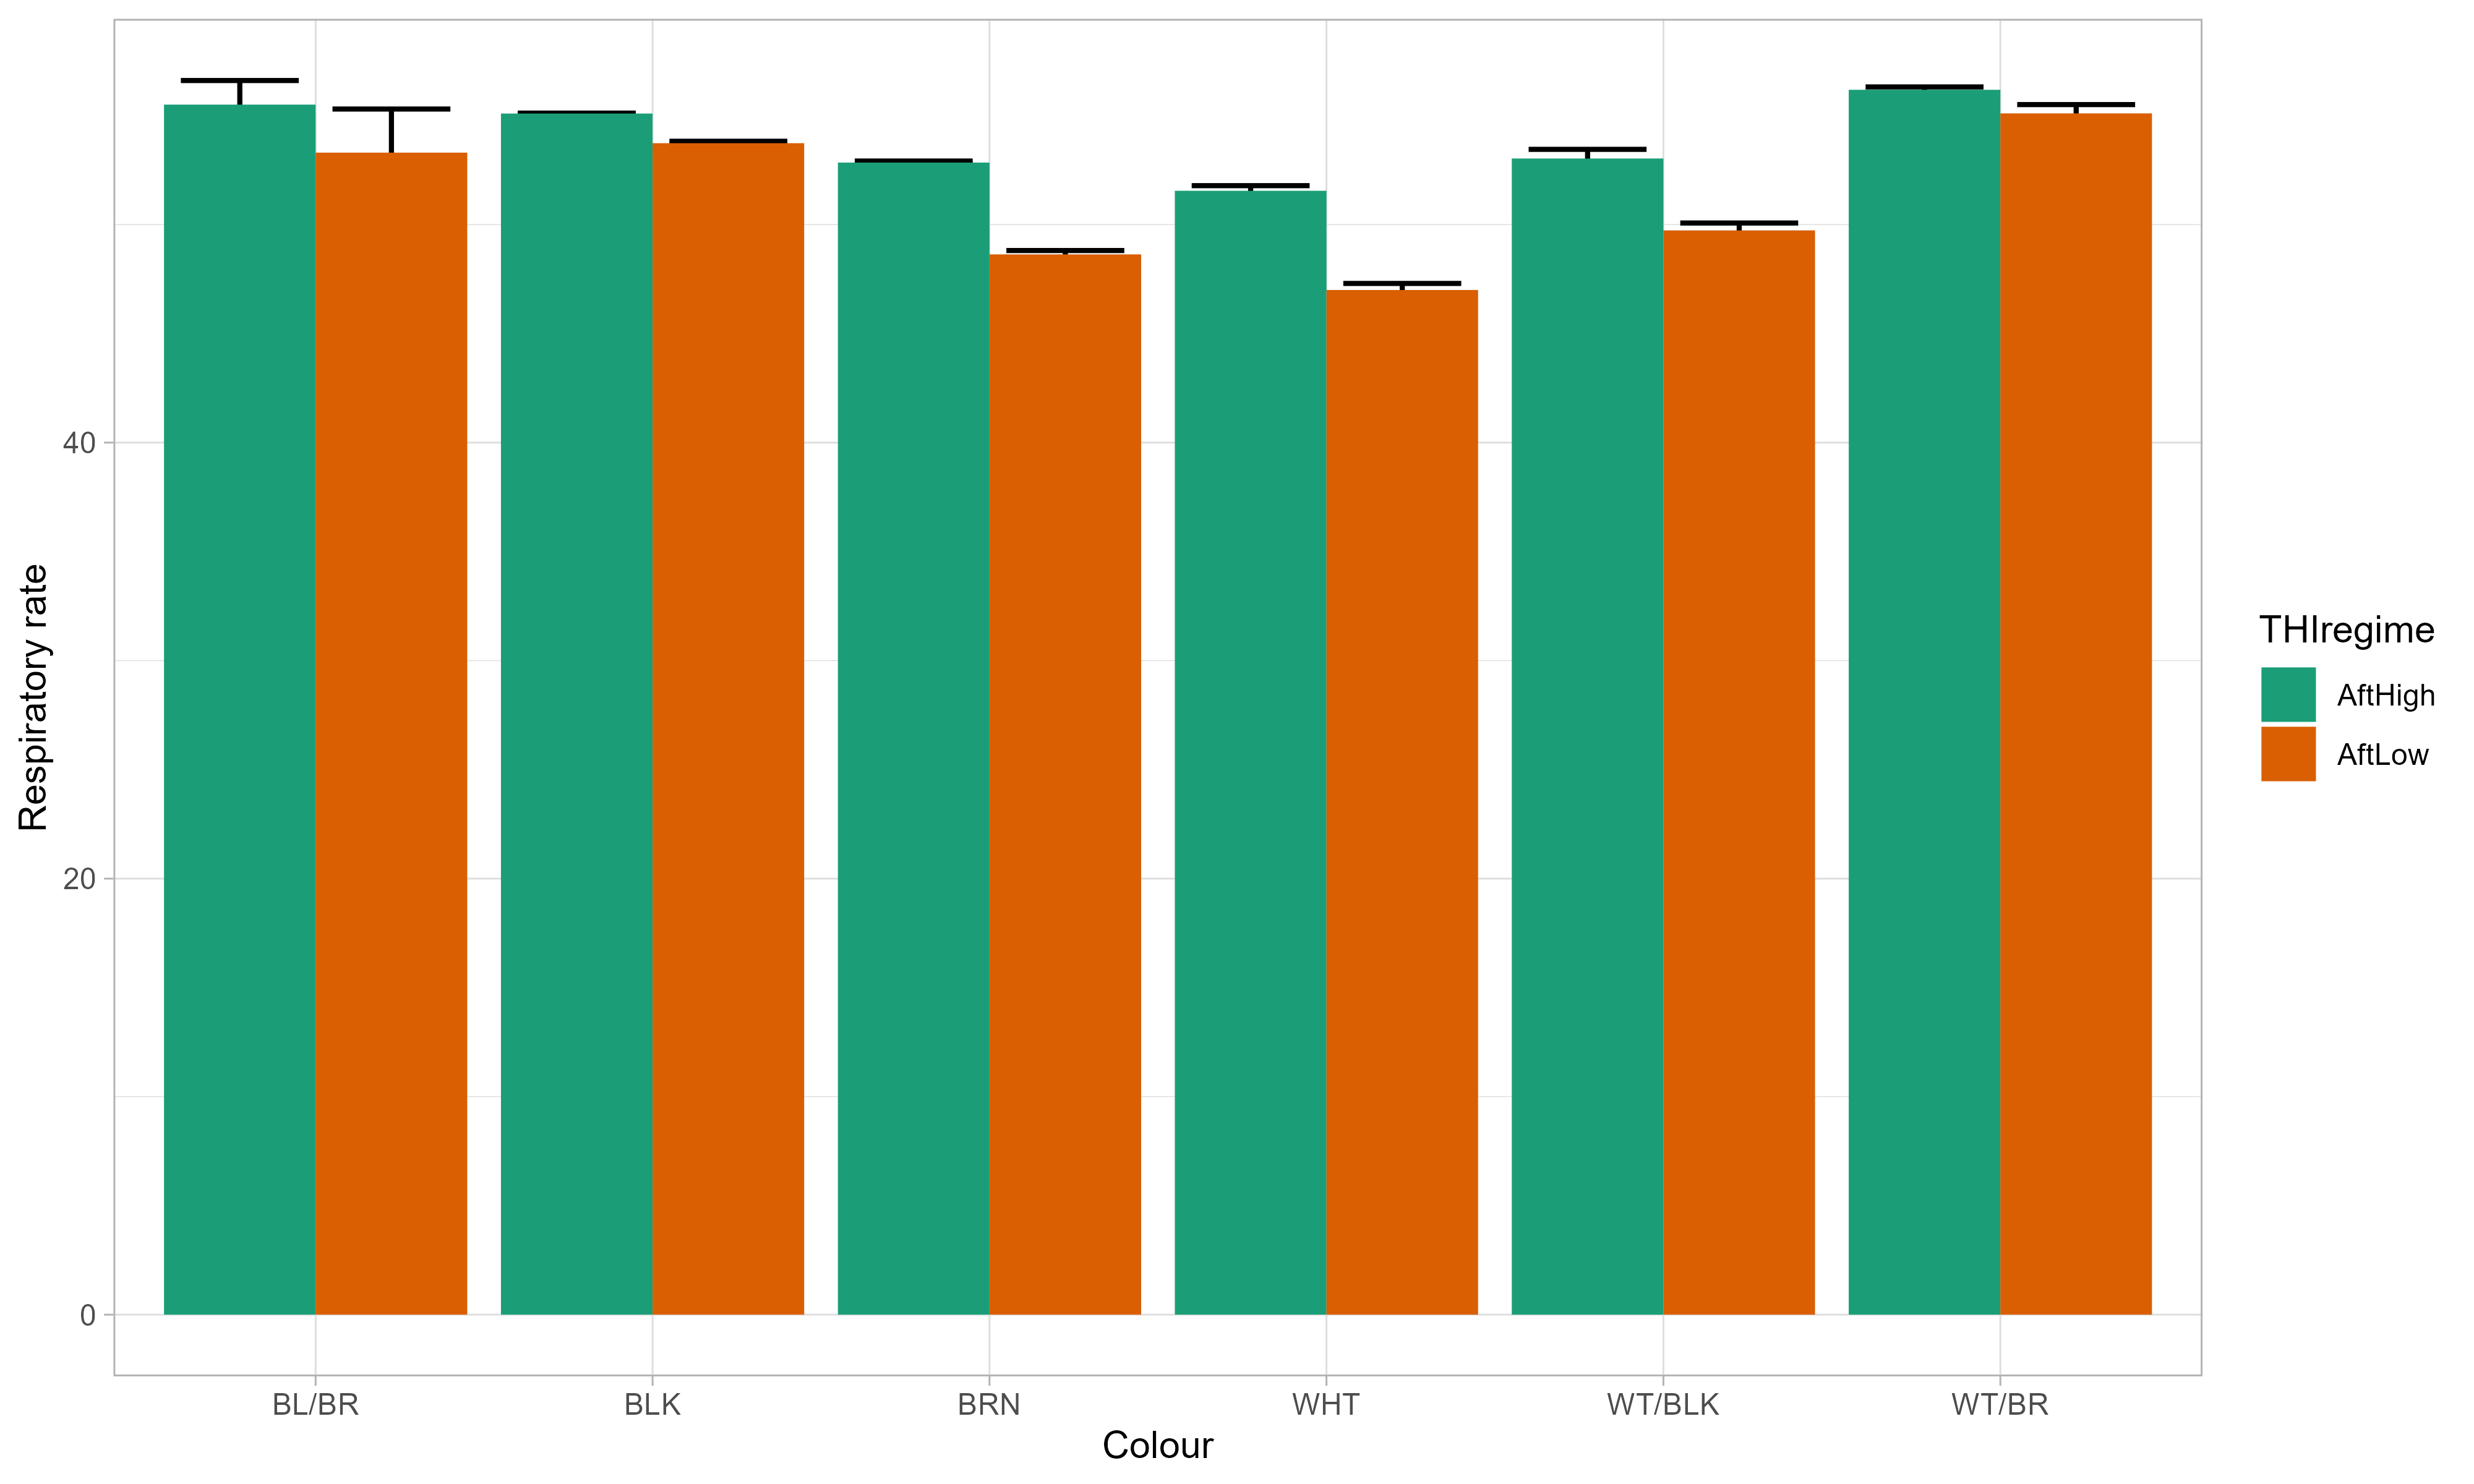 Respiratory rate
40
20
0
BL/BR BLK BRN WHT WT/BLK WT/BR
Colour
THIregime
AftHigh
AftLow